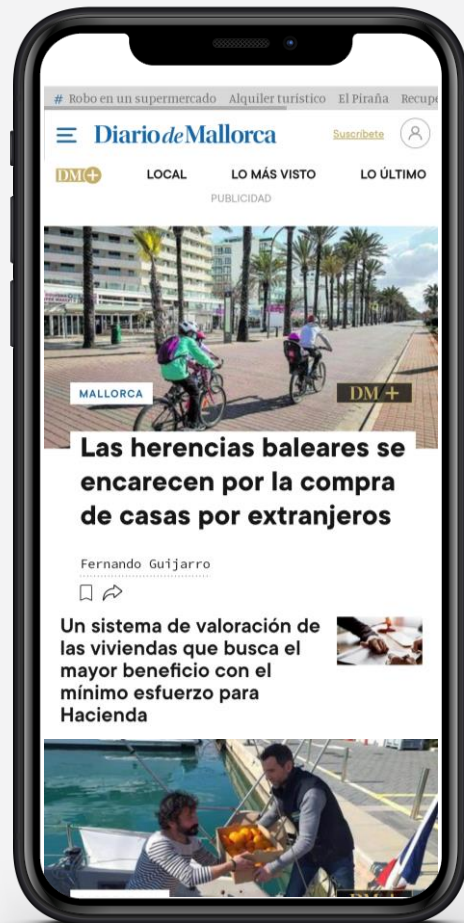 # Robo en un supermercado Alquiler turístico El Piraña
Diario de Mallorca Suscríbete
DM+ LOCAL LO MÁS VISTO LO ÚLTIMO
PUBLICIDAD
MALLORCA DM+
Las herencias baleares se
encarecen por la compra
de casas por extranjeros
Fernando Guijarro
Un sistema de valoración de
las viviendas que busca el
mayor beneficio con el
mínimo esfuerzo para
Hacienda